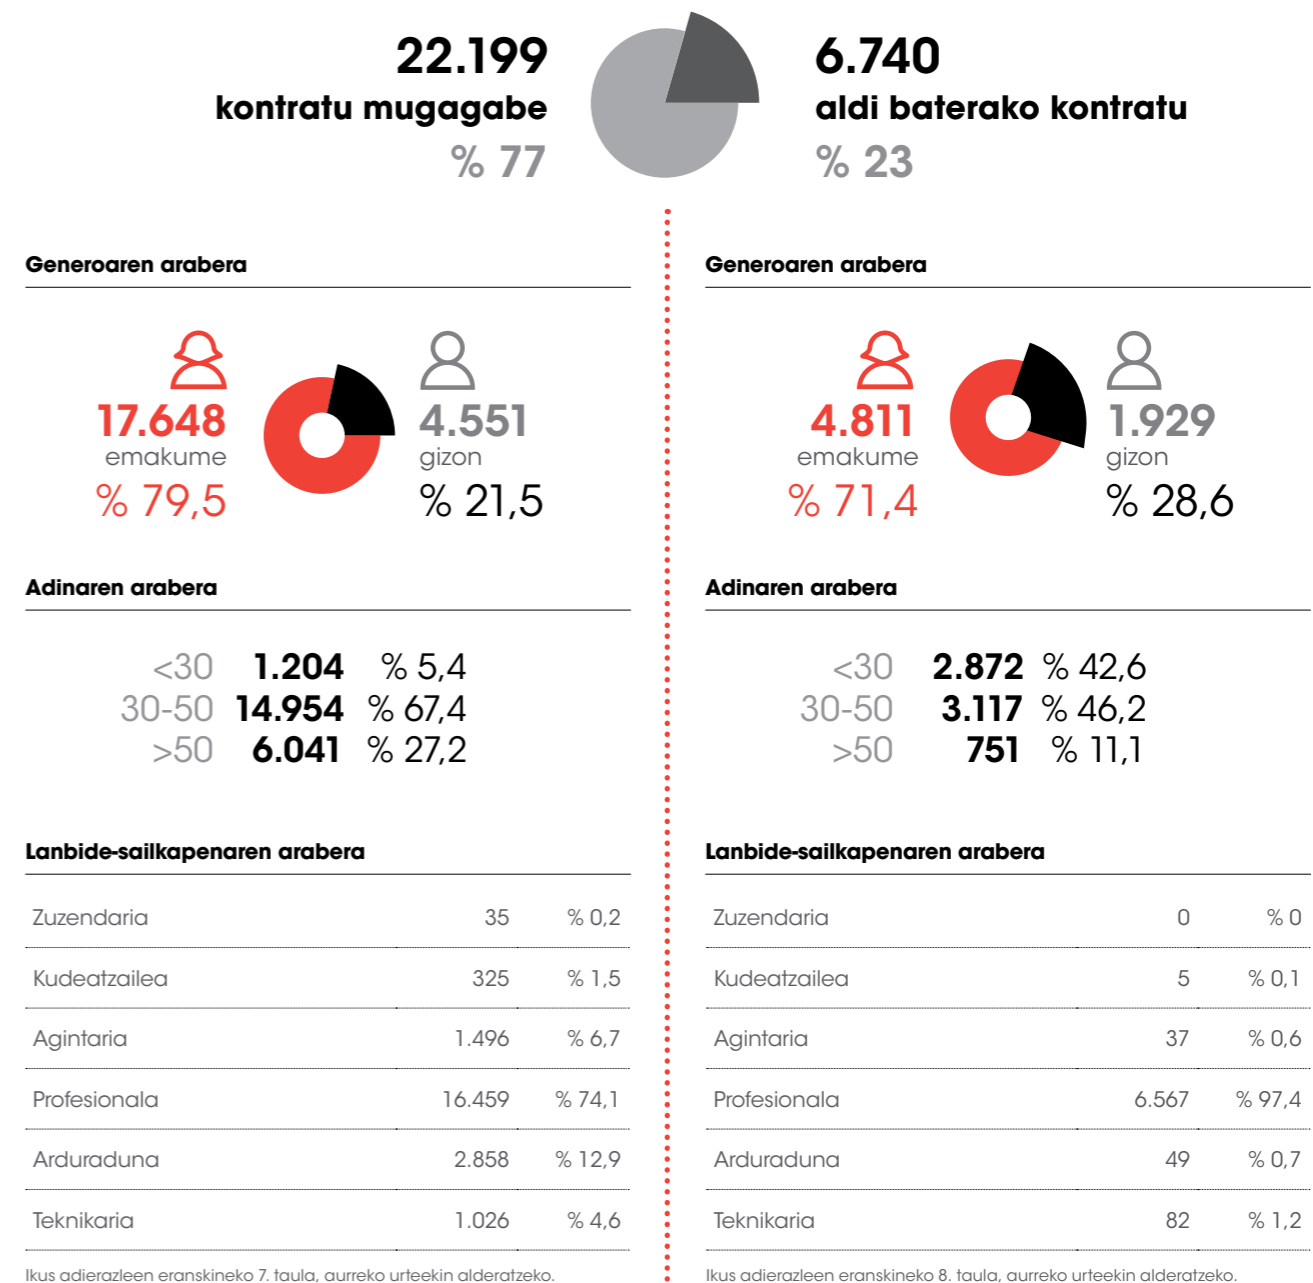 22.199
kontratu mugagabe
% 77
6.740
aldi baterako kontratu
% 23
Generoaren arabera
17.648
emakume
% 79,5
4.551
gizon
% 21,5
Adinaren arabera
<30 1.204 % 5,4
30-50 14.954 % 67,4
>50 6.041 % 27,2
Lanbide-sailkapenaren arabera
Zuzendaria 35 % 0,2
Kudeatzailea 325 % 1,5
Agintaria 1.496 % 6,7
Profesionala 16.459 % 74,1
Arduraduna 2.858 % 12,9
Teknikaria 1.026 % 4,6
Ikus adierazleen eranskineko 7. taula, aurreko urteekin alderatzeko.
Generoaren arabera
4.811
emakume
% 71,4
1.929
gizon
% 28,6
Adinaren arabera
<30 2.872 % 42,6
30-50 3.117 % 46,2
>50 751 % 11,1
Lanbide-sailkapenaren arabera
Zuzendaria 0 % 0
Kudeatzailea 5 % 0,1
Agintaria 37 % 0,6
Profesionala 6.567 % 97,4
Arduraduna 49 % 0,7
Teknikaria 82 % 1,2
Ikus adierazleen eranskineko 8. taula, aurreko urteekin alderatzeko.